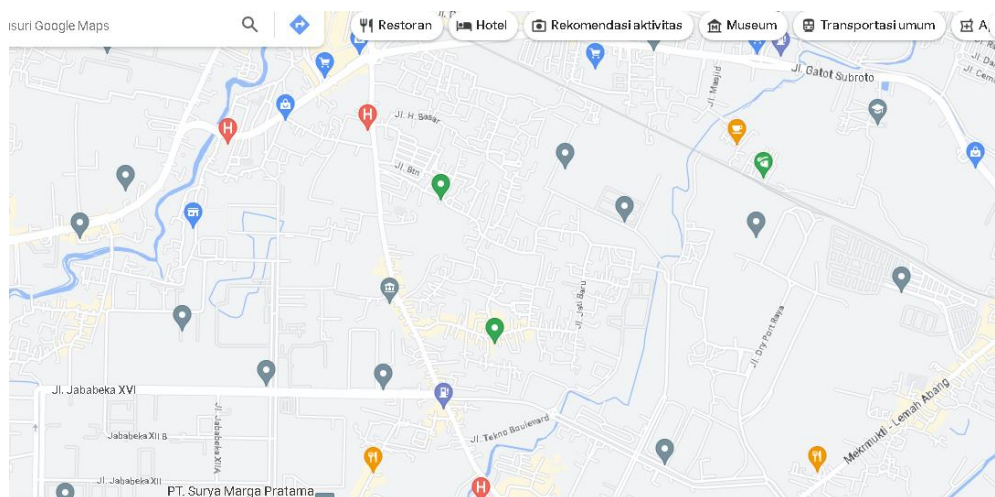 usuri Google Maps
Restoran
Hotel
Rekomendasi aktivitas
Museum
Transportasi umum
Jl. Gatot Subroto
Jl. Masjid
Jl. H. Basar
Jl. Btn
Jl. Jati Baru
Jl. Dry Port Raya
Jl. Jababeka XVI
Jababeka XII B
Jl. Jababeka XIIA
Jl. Jababeka XII
Jl. Tekno Boulevard
Mekrmukti - Lemah Abang
PT. Surya Marga Pratama